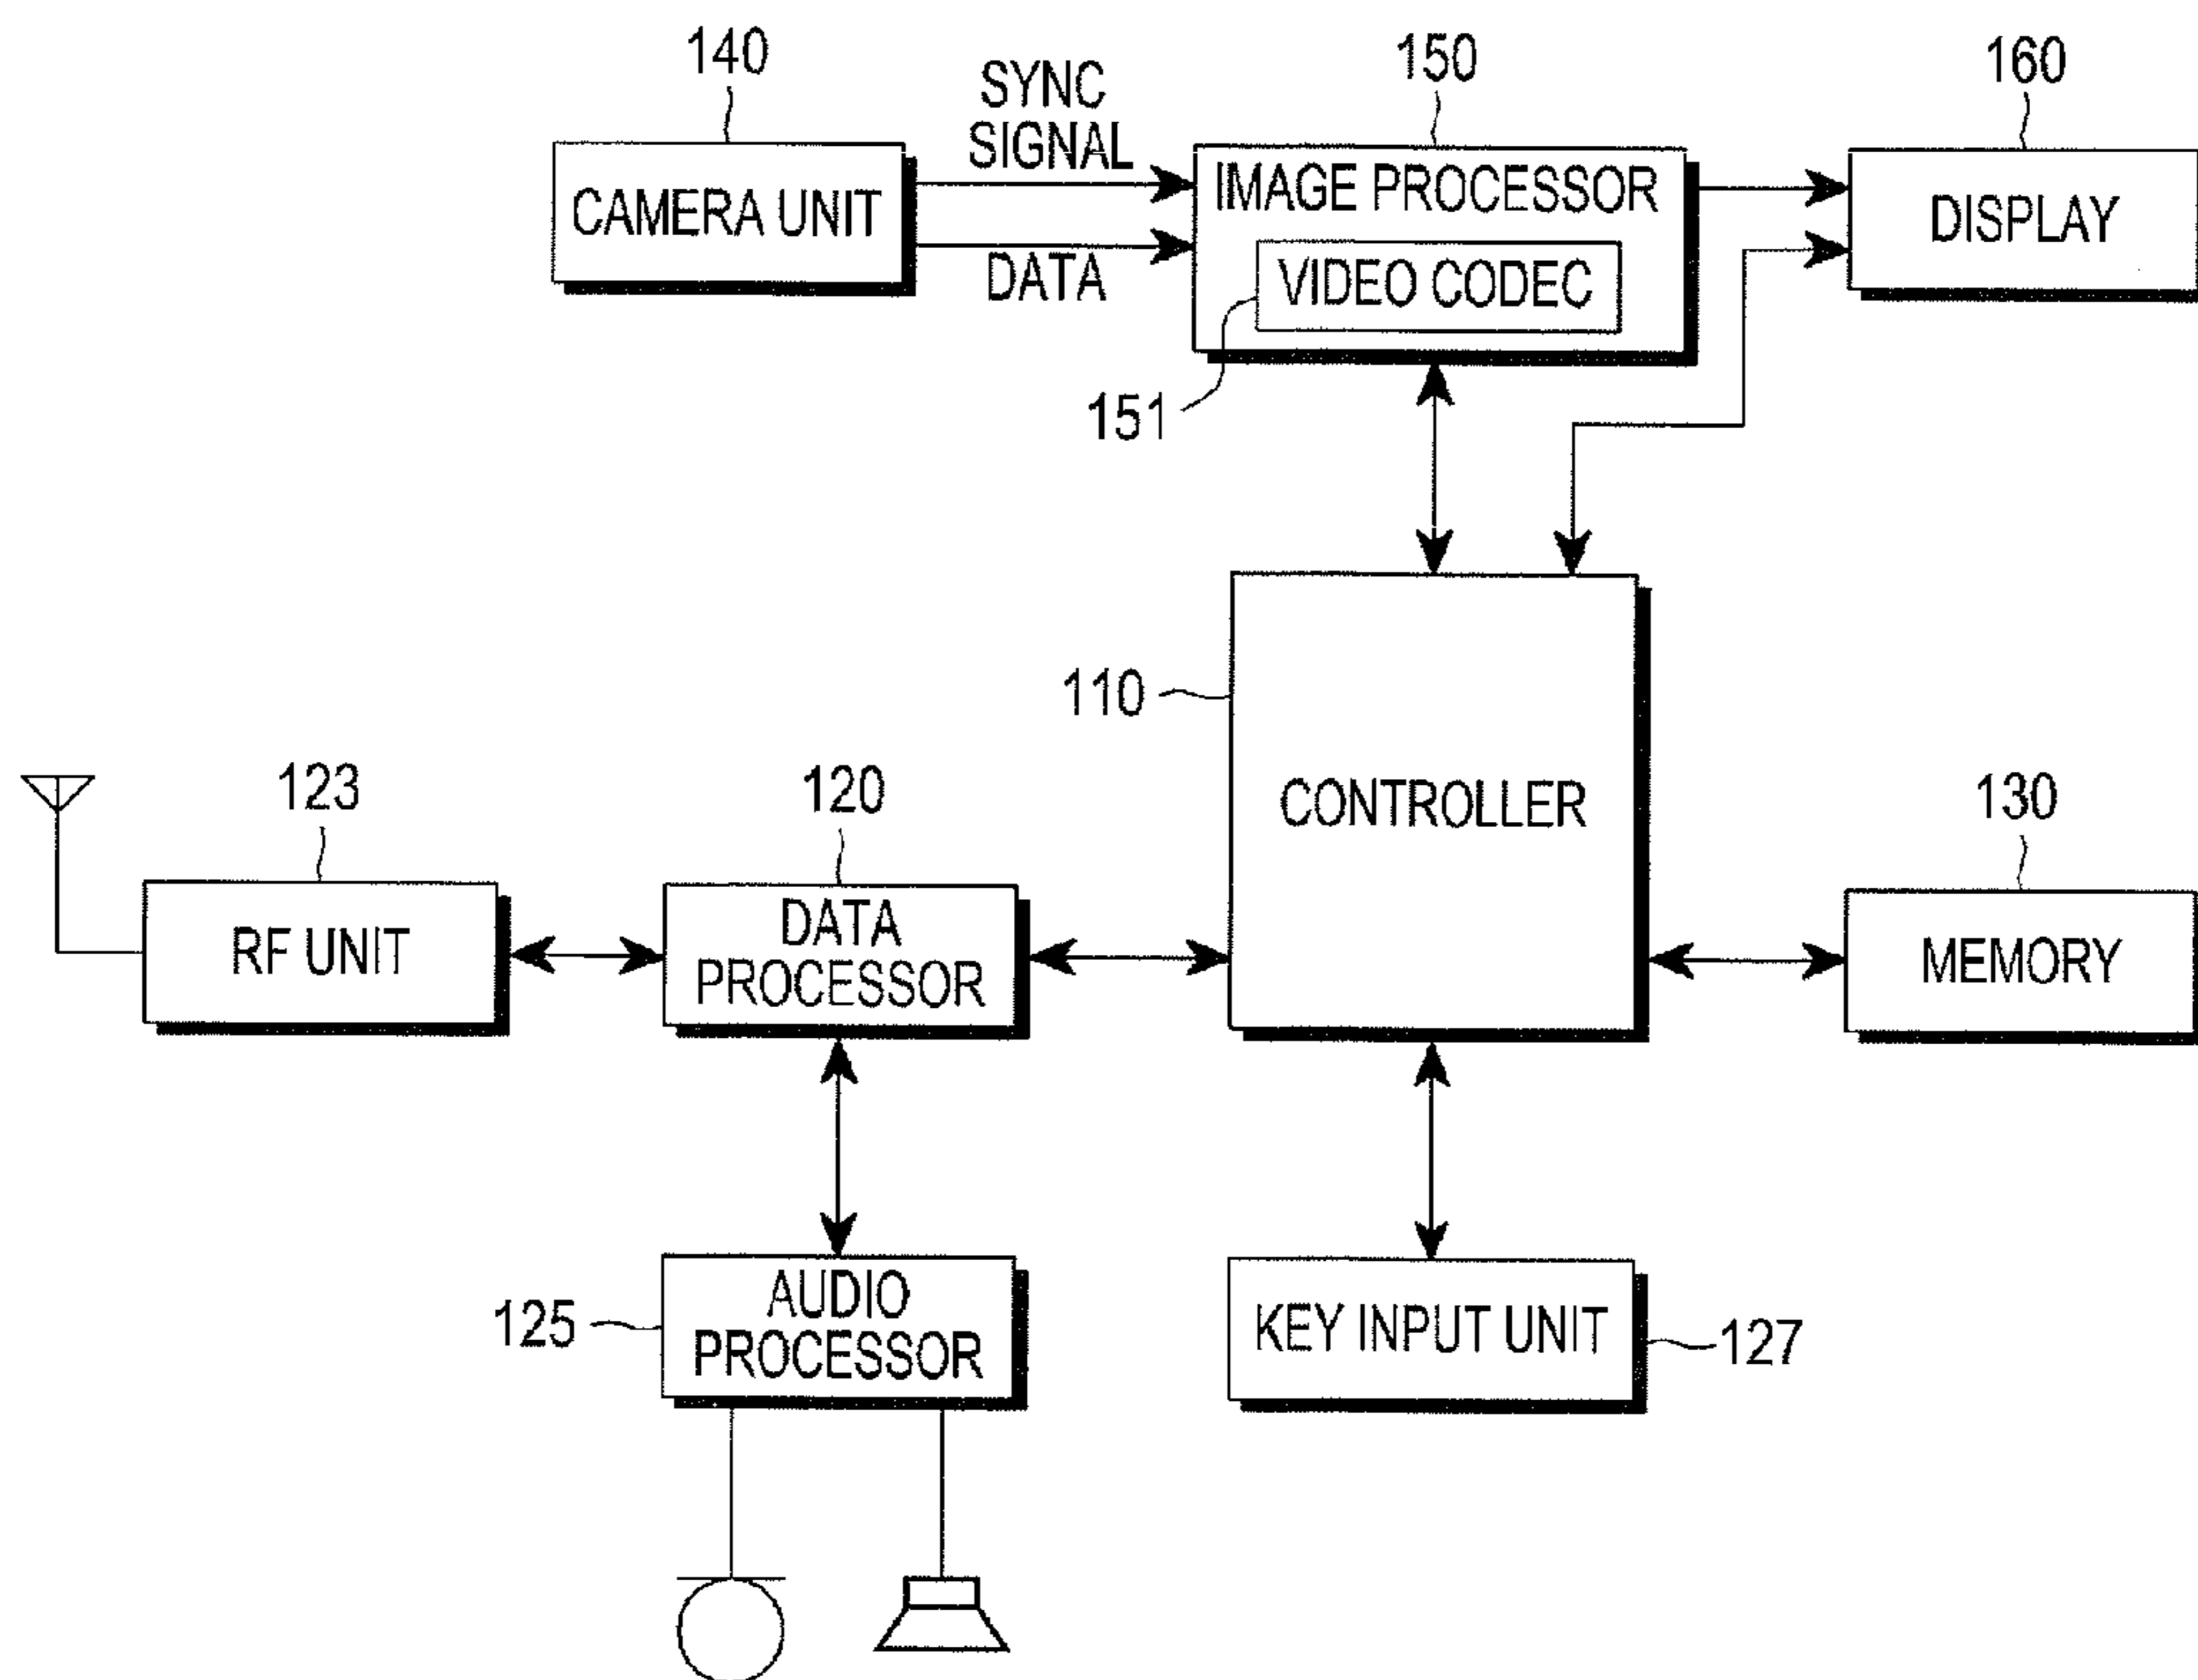 140
SYNC
SIGNAL
150
160
CAMERA UNIT
IMAGE PROCESSOR
DISPLAY
DATA
VIDEO CODEC
151
110
CONTROLLER
123
120
130
RF UNIT
DATA
PROCESSOR
MEMORY
125
AUDIO
PROCESSOR
KEY INPUT UNIT
127